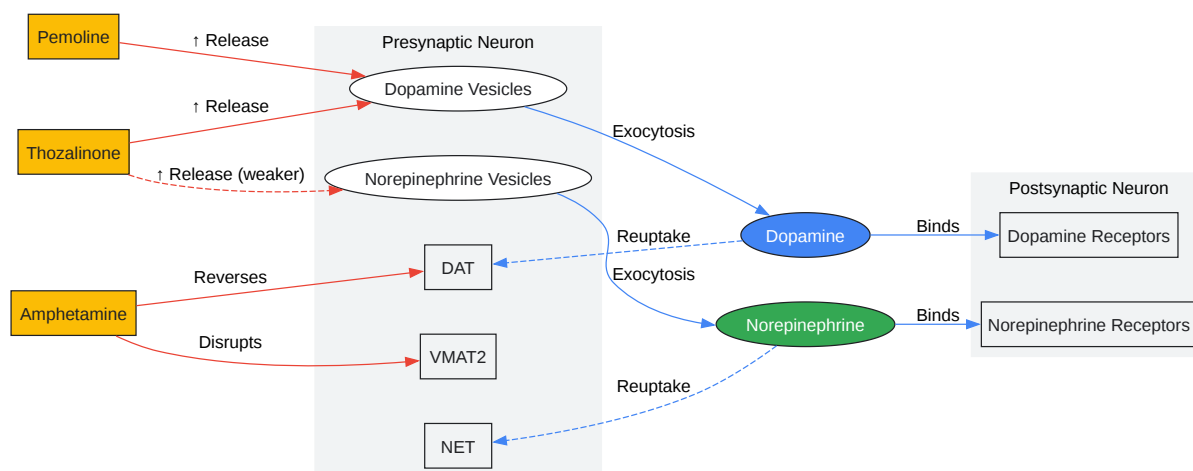 Pemoline
↑ Release
Presynaptic Neuron
Dopamine Vesicles
↑ Release
Thozalinone
↑ Release (weaker)
Norepinephrine Vesicles
Exocytosis
Postsynaptic Neuron
Reuptake
Dopamine
Binds
Dopamine Receptors
DAT
Exocytosis
Reverses
Amphetamine
Disrupts
Norepinephrine
Binds
Norepinephrine Receptors
VMAT2
Reuptake
NET